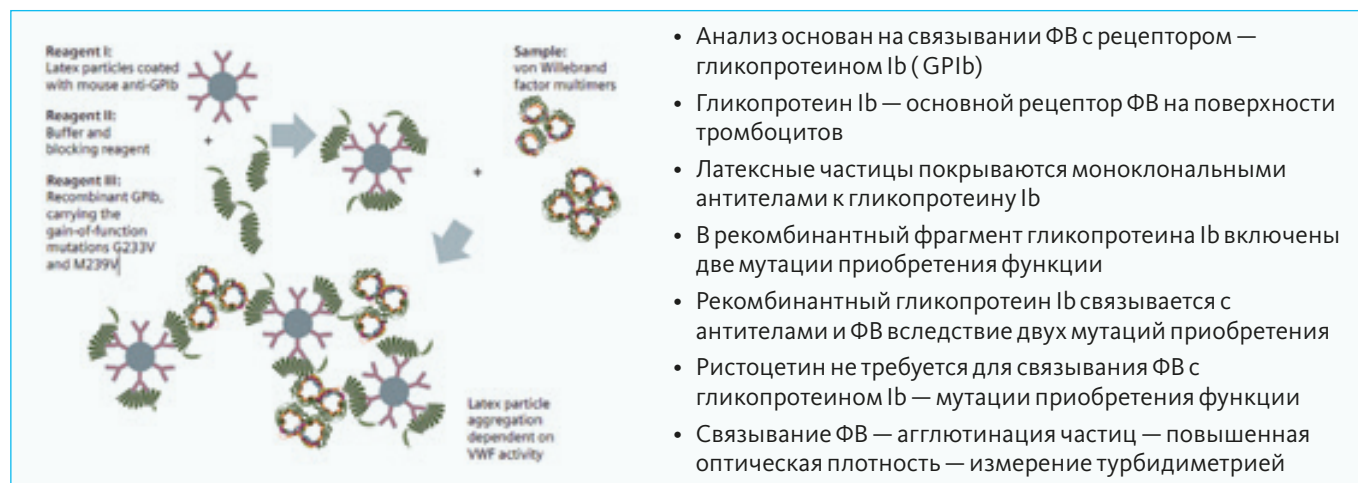 Reagent I:
Latex particles coated
with mouse anti-GPIb
Reagent II:
Buffer and
blocking reagent
Reagent III:
Recombinant GPIb,
carrying the
gain-of-function
mutations G233V
and M239V
+
Sample:
von Willebrand
factor multimers
+
Latex particle
aggregation
dependent on
VWF activity
• Анализ основан на связывании ФВ с рецептором —
гликопротеином Ib ( GPIb)
• Гликопротеин Ib — основной рецептор ФВ на поверхности
тромбоцитов
• Латексные частицы покрываются моноклональными
антителами к гликопротеину Ib
• В рекомбинантный фрагмент гликопротеина Ib включены
две мутации приобретения функции
• Рекомбинантный гликопротеин Ib связывается с
антителами и ФВ вследствие двух мутаций приобретения
• Ристоцетин не требуется для связывания ФВ с
гликопротеином Ib — мутации приобретения функции
• Связывание ФВ — агглютинация частиц — повышенная
оптическая плотность — измерение турбидиметрией